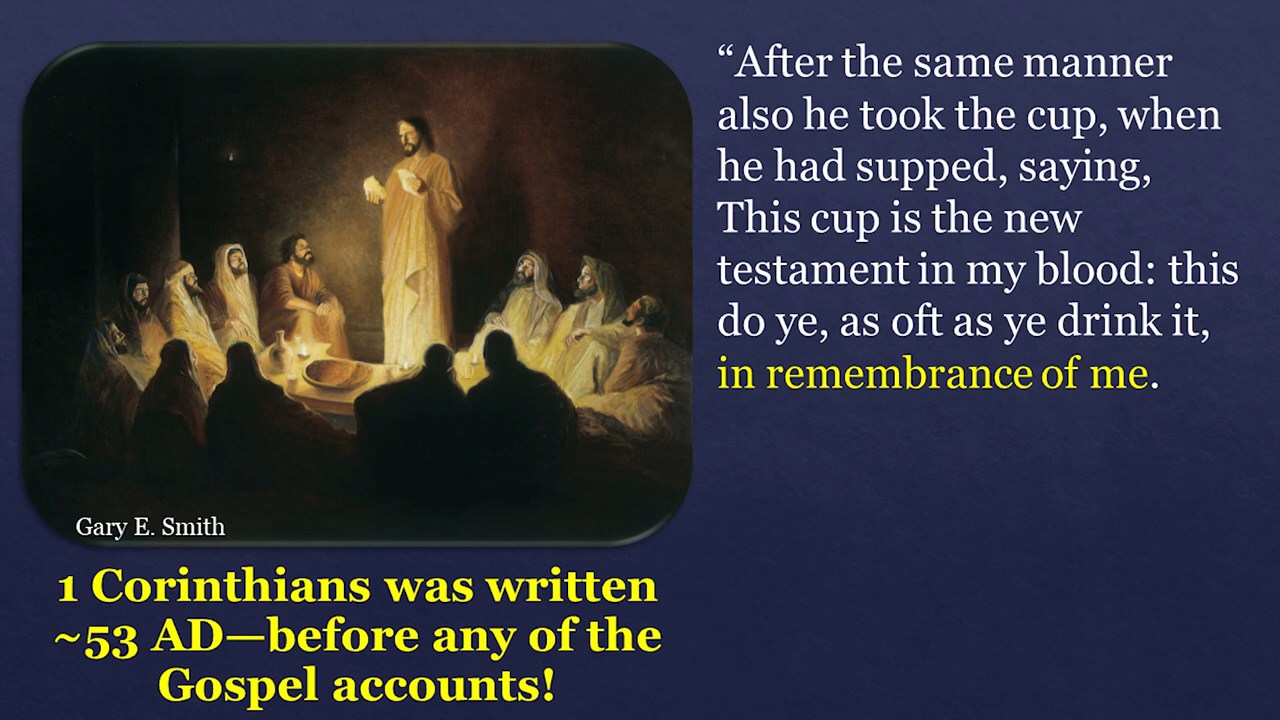 “After the same manner
also he took the cup, when
he had supped, saying,
This cup is the new
testament in my blood: this
do ye, as oft as ye drink it,
in remembrance of me.
Gary E. Smith
1 Corinthians was written
~53 AD—before any of the
Gospel accounts!